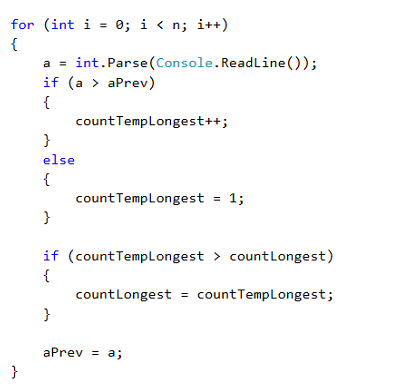 for (int i = 0; i < n; i++)
{
    a = int.Parse(Console.ReadLine());
    if (a > aPrev)
    {
        countTempLongest++;
    }
    else
    {
        countTempLongest = 1;
    }

    if (countTempLongest > countLongest)
    {
        countLongest = countTempLongest;
    }

    aPrev = a;
}